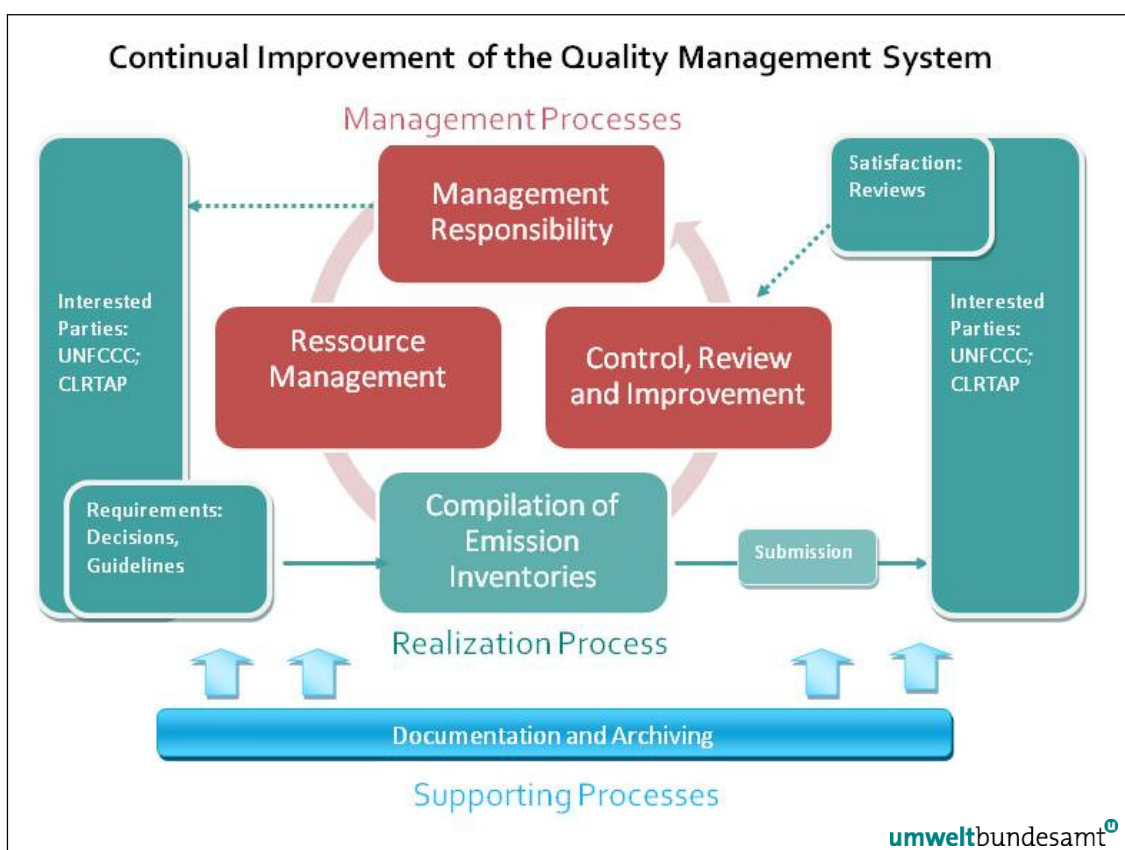 Continual Improvement of the Quality Management System
Management Processes
Management
Responsibility
Satisfaction:
Reviews
Interested
Parties:
UNFCCC;
CLRTAP
Ressource
Management
Control, Review
and Improvement
Interested
Parties:
UNFCCC;
CLRTAP
Requirements:
Decisions,
Guidelines
Compilation of
Emission
Inventories
Submission
Realization Process
Documentation and Archiving
Supporting Processes
umweltbundesamt